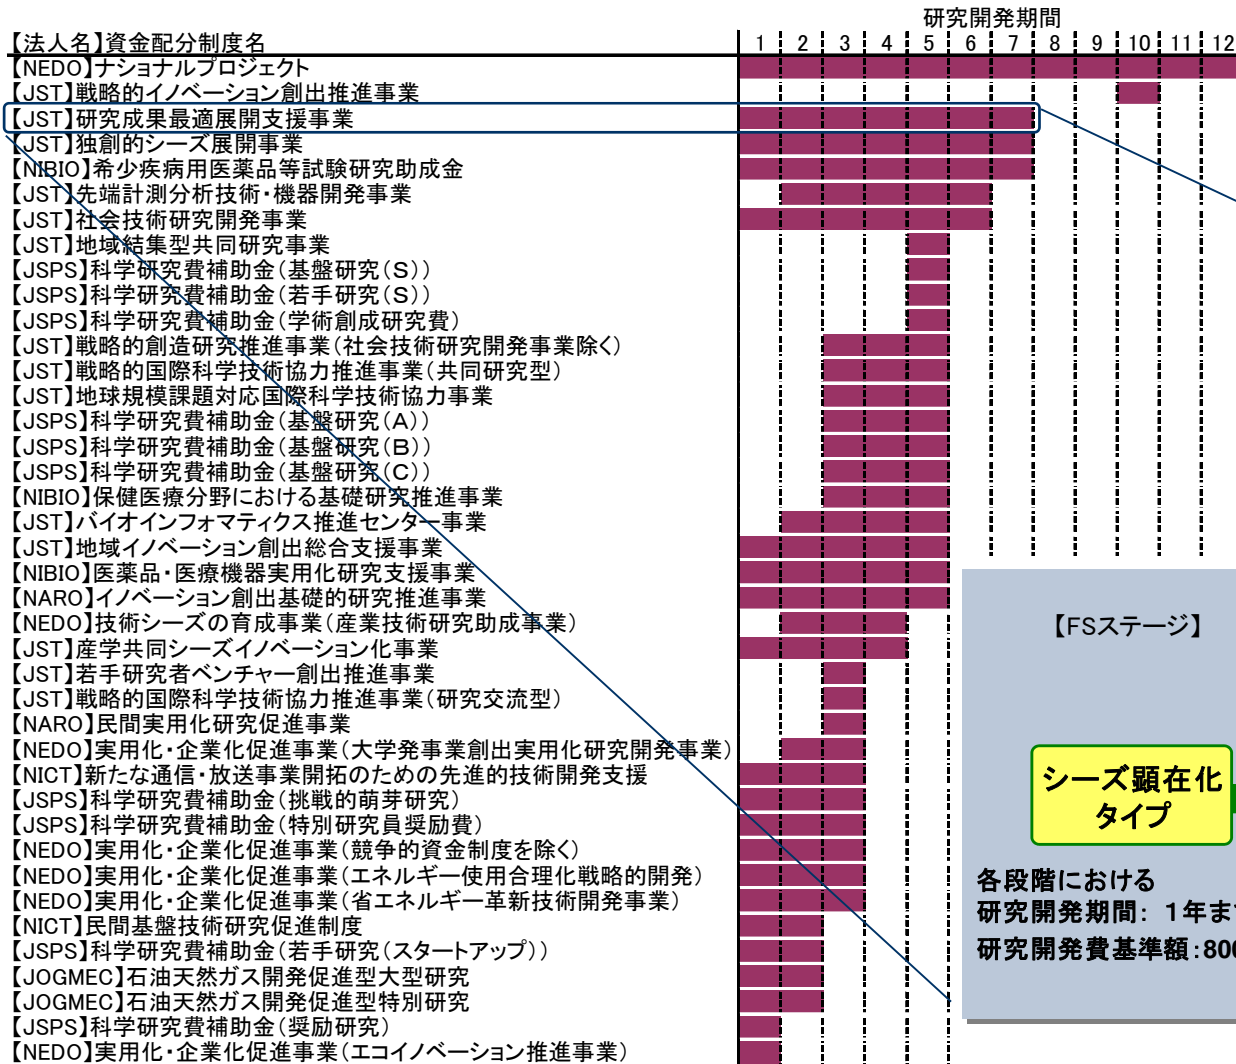 研究開発期間
【法人名】資金配分制度名 1 2 3 4 5 6 7 8 9 10 11 12
【NEDO】ナショナルプロジェクト
【JST】戦略的イノベーション創出推進事業
【JST】研究成果最適展開支援事業
【JST】独創的シーズ展開事業
【NIBIO】希少疾病用医薬品等試験研究助成金
【JST】先端計測分析技術・機器開発事業
【JST】社会技術研究開発事業
【JST】地域結集型共同研究事業
【JSPS】科学研究費補助金(基盤研究(S))
【JSPS】科学研究費補助金(若手研究(S))
【JSPS】科学研究費補助金(学術創成研究費)
【JST】戦略的創造研究推進事業(社会技術研究開発事業除く)
【JST】戦略的国際科学技術協力推進事業(共同研究型)
【JST】地球規模課題対応国際科学技術協力事業
【JSPS】科学研究費補助金(基盤研究(A))
【JSPS】科学研究費補助金(基盤研究(B))
【JSPS】科学研究費補助金(基盤研究(C))
【NIBIO】保健医療分野における基礎研究推進事業
【JST】バイオインフォマティクス推進センター事業
【JST】地域イノベーション創出総合支援事業
【NIBIO】医薬品・医療機器実用化研究支援事業
【NARO】イノベーション創出基礎的研究推進事業
【NEDO】技術シーズの育成事業(産業技術研究助成事業)
【JST】産学共同シーズイノベーション化事業
【JST】若手研究者ベンチャー創出推進事業
【JST】戦略的国際科学技術協力推進事業(研究交流型)
【NARO】民間実用化研究促進事業
【NEDO】実用化・企業化促進事業(大学発事業創出実用化研究開発事業)
【NICT】新たな通信・放送事業開拓のための先進的技術開発支援
【JSPS】科学研究費補助金(挑戦的萌芽研究)
【JSPS】科学研究費補助金(特別研究員奨励費)
【NEDO】実用化・企業化促進事業(競争的資金制度を除く)
【NEDO】実用化・企業化促進事業(エネルギー使用合理化戦略的開発)
【NEDO】実用化・企業化促進事業(省エネルギー革新技術開発事業)
【NICT】民間基盤技術研究促進制度
【JSPS】科学研究費補助金(若手研究(スタートアップ))
【JOGMEC】石油天然ガス開発促進型大型研究
【JOGMEC】石油天然ガス開発促進型特別研究
【JSPS】科学研究費補助金(奨励研究)
【NEDO】実用化・企業化促進事業(エコイノベーション推進事業)
【FSステージ】
シーズ顕在化
タイプ
各段階における
研究開発期間: 1年ま
研究開発費基準額:80